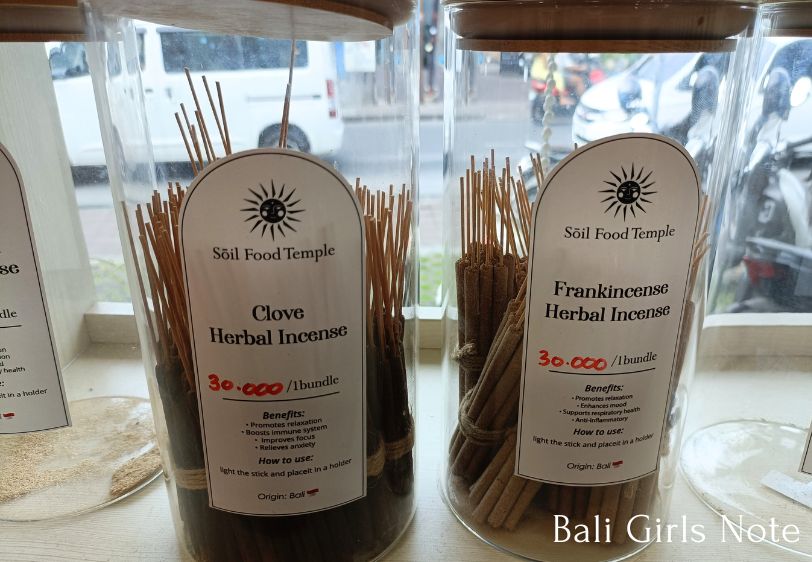 Sōil Food Temple
Clove
Herbal Incense
30.000 /1bundle
Benefits:
• Promotes relaxation
• Boosts immune system
• Improves focus
• Relieves anxiety
How to use:
light the stick and placeit in a holder
Origin: Bali
Sōil Food Temple
Frankincense
Herbal Incense
30.000 /1bundle
Benefits:
• Promotes relaxation
• Enhances mood
• Supports respiratory health
• Anti-inflammatory
How to use:
light the stick and placeit in a holder
Origin: Bali
Bali Girls Note